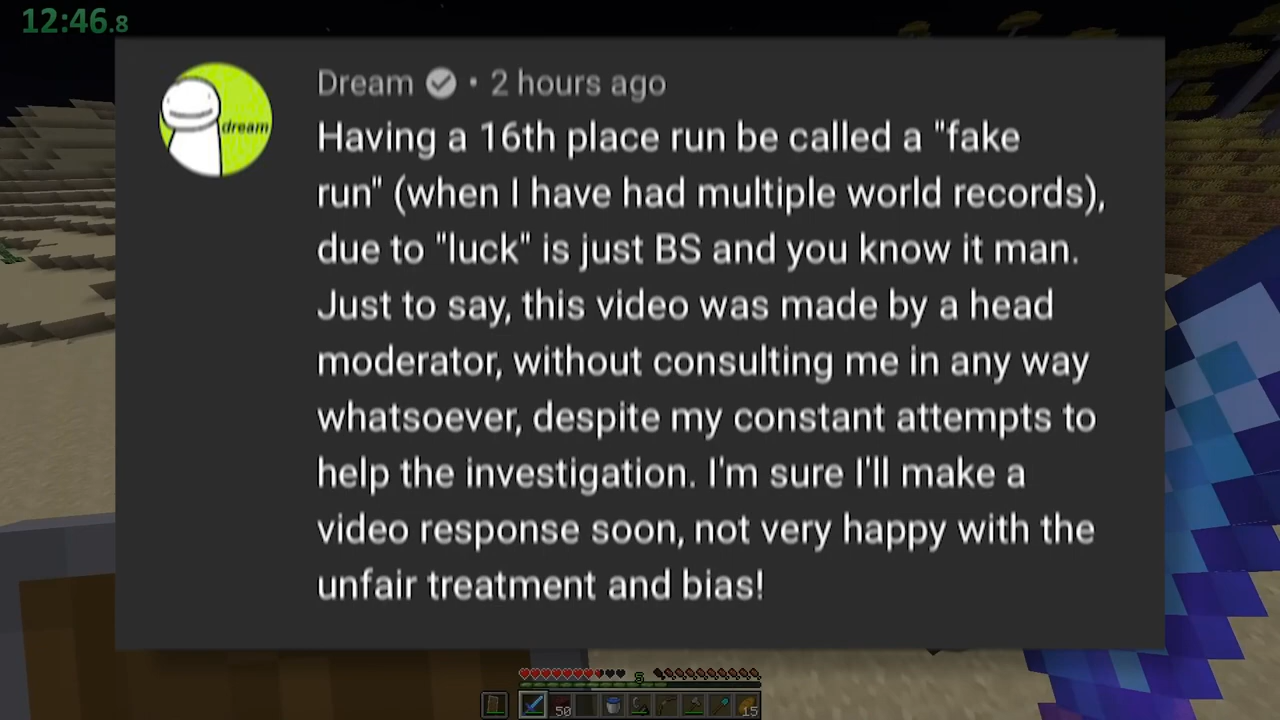 12:46.8
Dream • 2 hours ago
dream
Having a 16th place run be called a "fake
run" (when I have had multiple world records),
due to "luck" is just BS and you know it man.
Just to say, this video was made by a head
moderator, without consulting me in any way
whatsoever, despite my constant attempts to
help the investigation. I'm sure I'll make a
video response soon, not very happy with the
unfair treatment and bias!
5
50
15